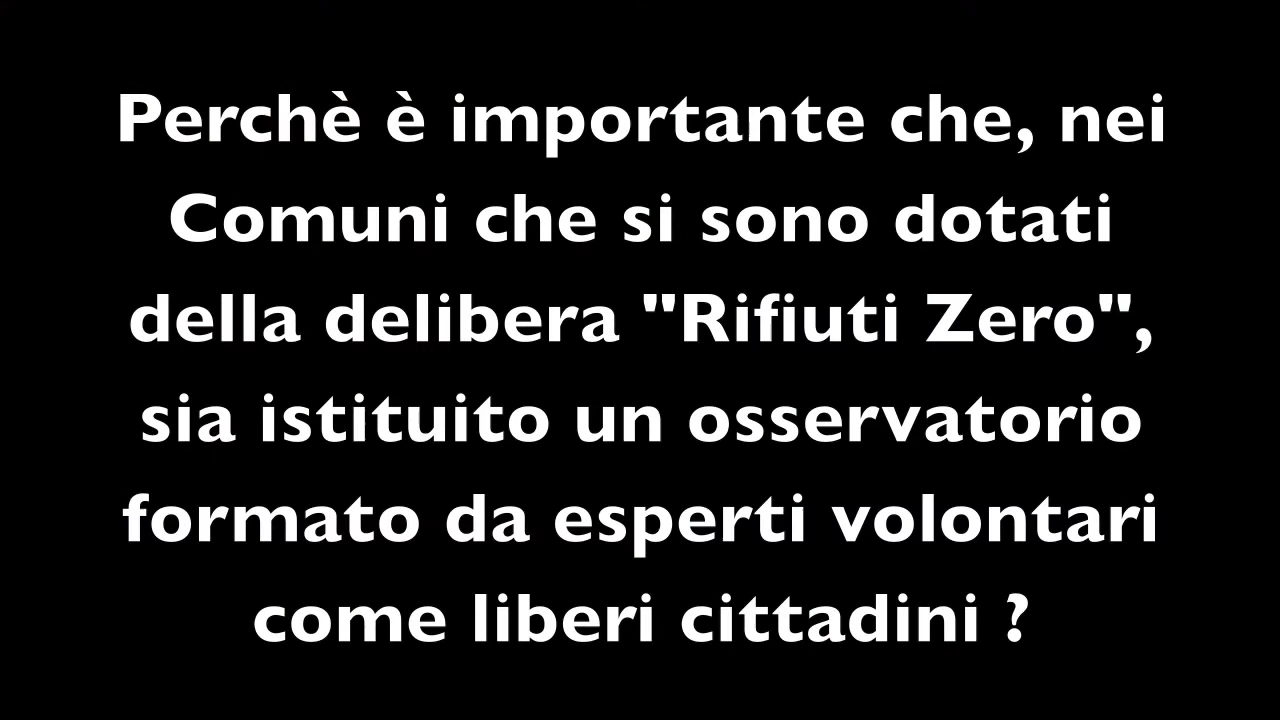 Perchè è importante che, nei
Comuni che si sono dotati
della delibera "Rifiuti Zero",
sia istituito un osservatorio
formato da esperti volontari
come liberi cittadini ?